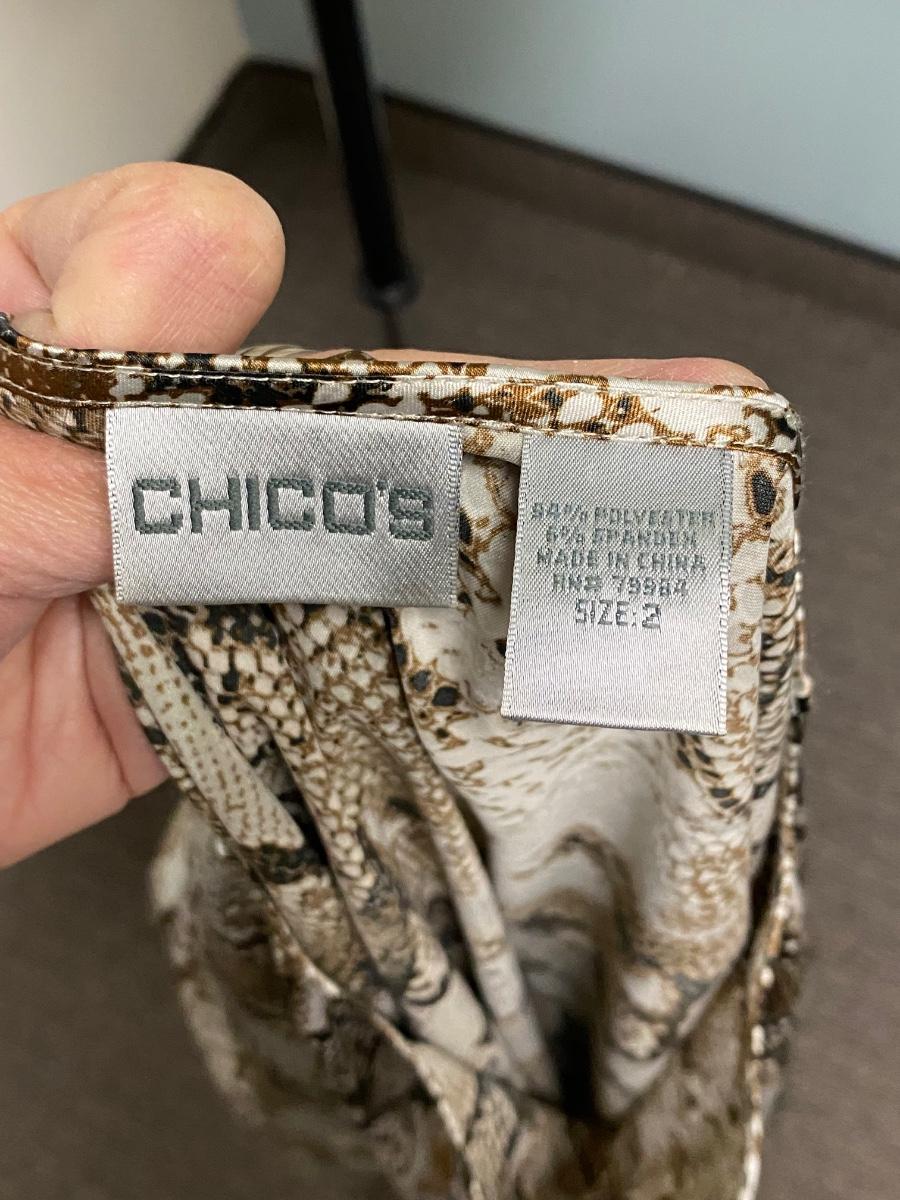 CHICO's
94% POLYESTER
6% SPANDEX
MADE IN CHINA
RN# 79984
SIZE:2